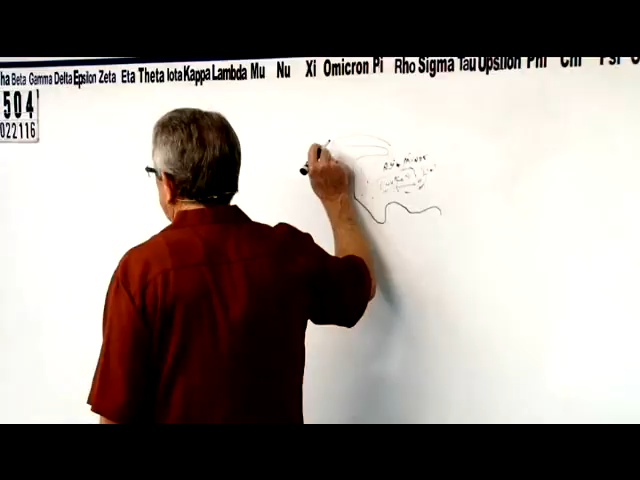 ha Beta Gamma Delta Epsilon Zeta Eta Theta Iota Kappa Lambda Mu Nu Xi Omicron Pi Rho Sigma Tau Upsilon Phi Chi Psi O
504
022116
Minor